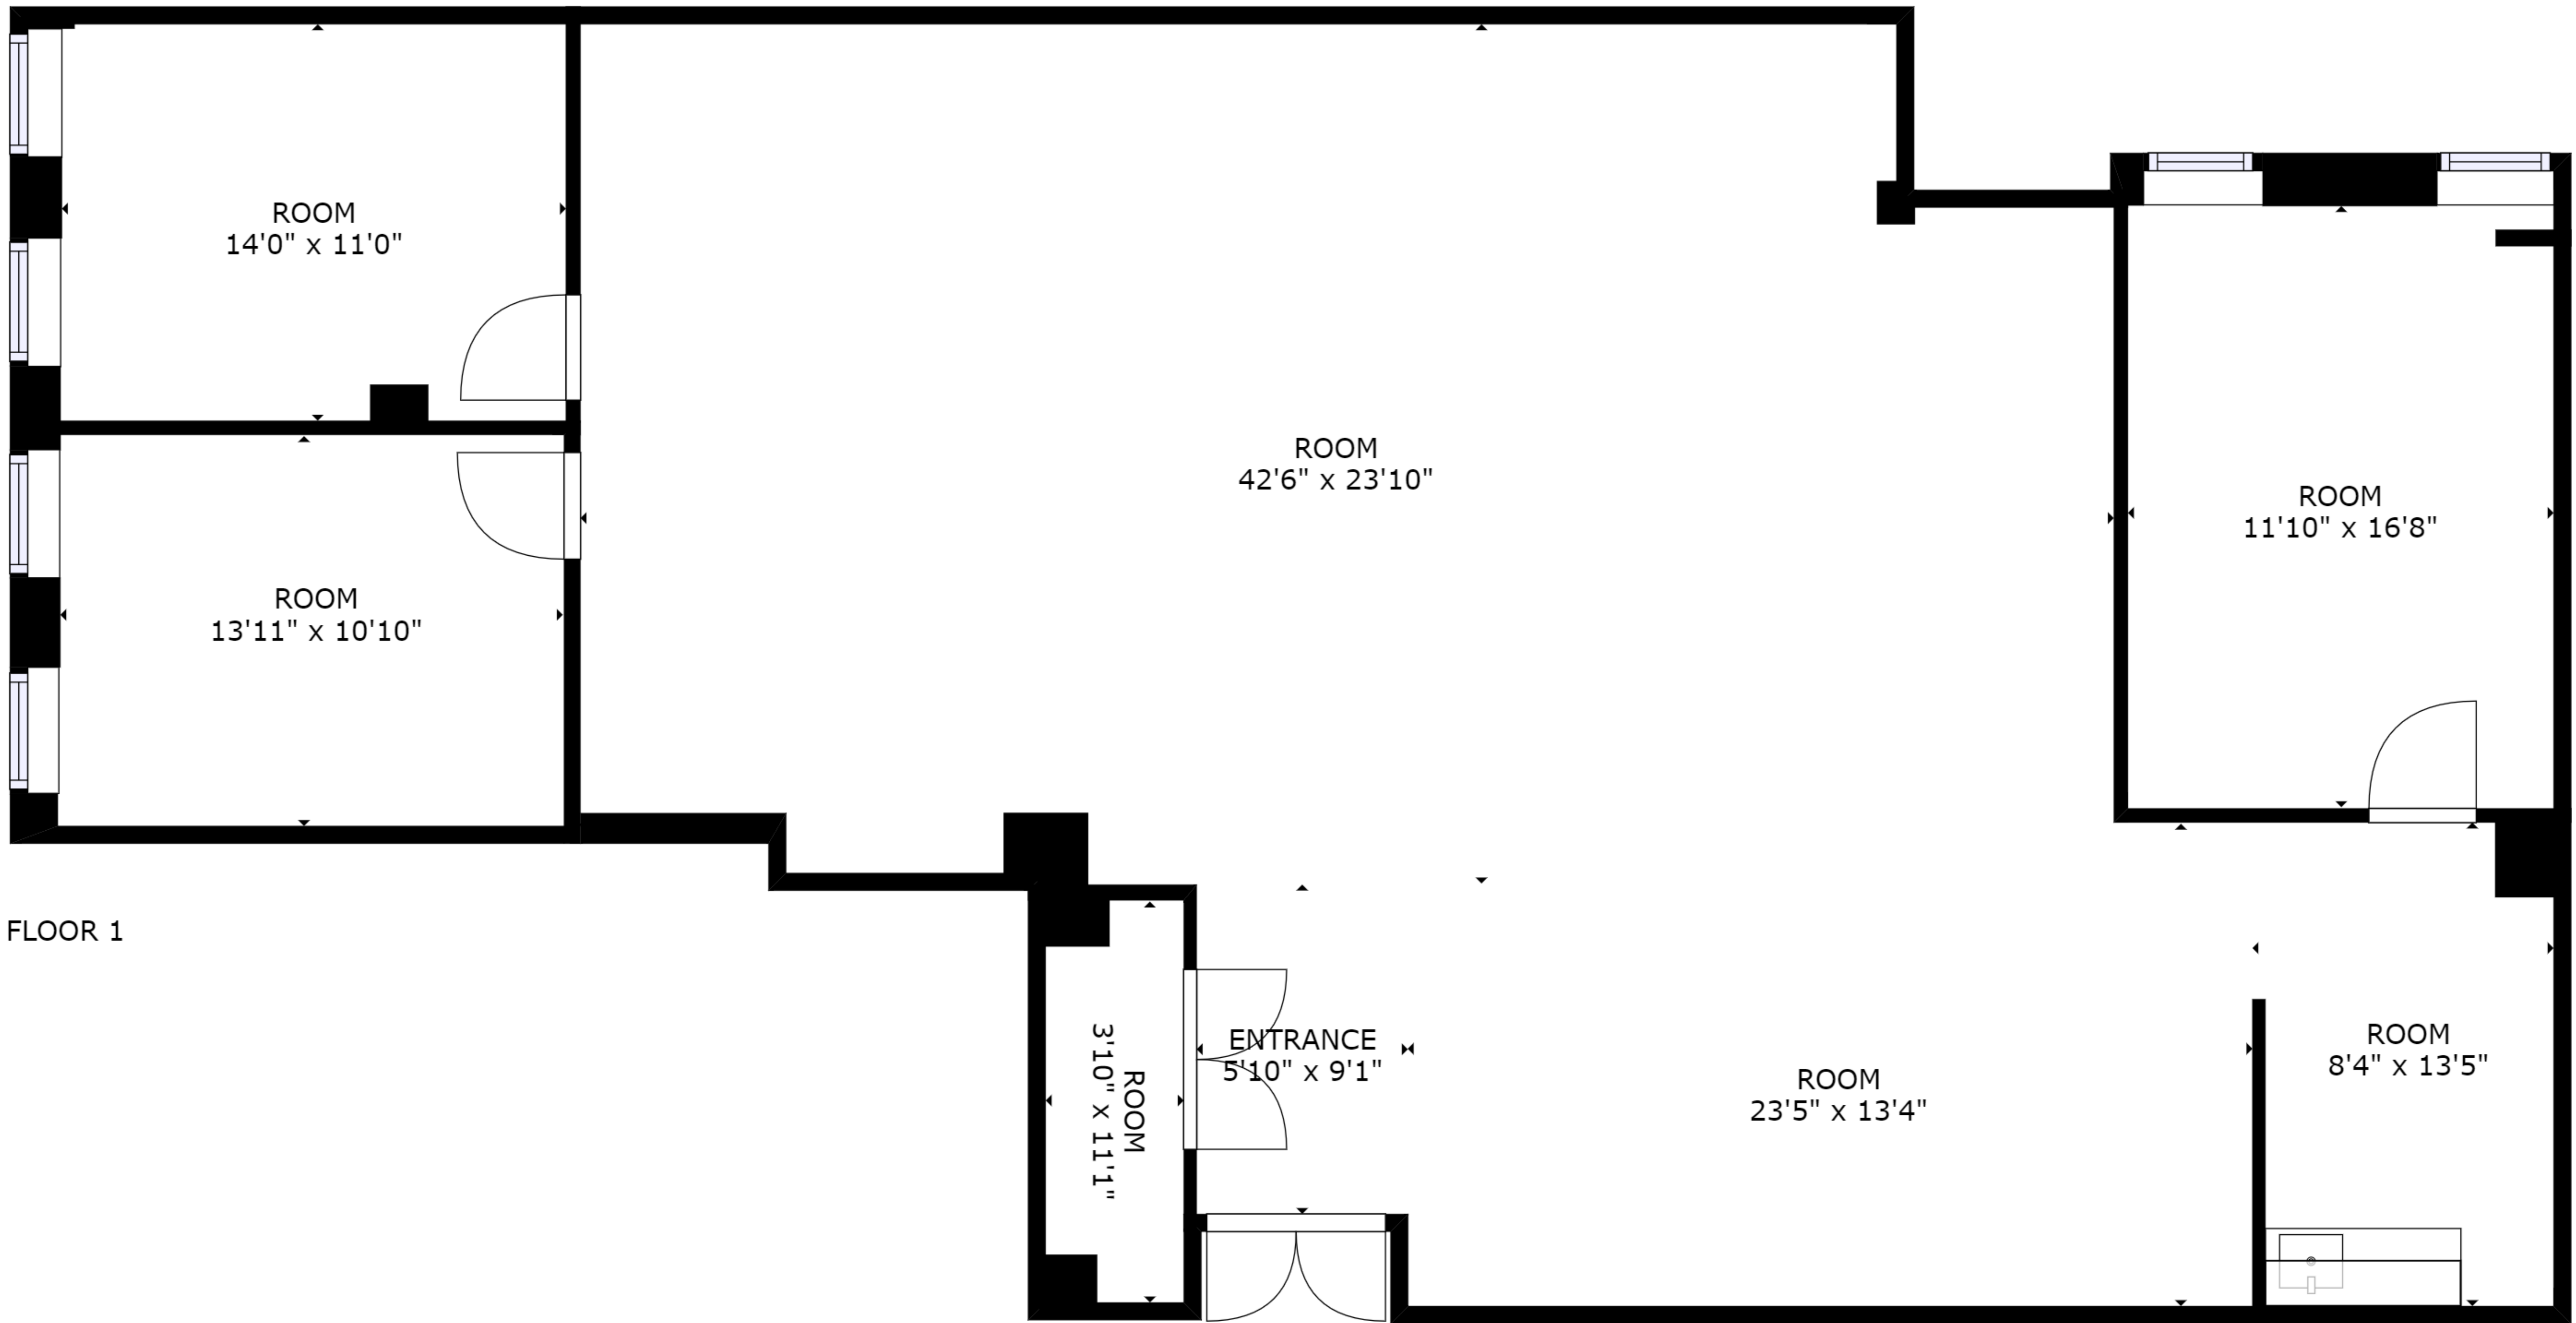 ROOM
14'0" x 11'0"
ROOM
42'6" x 23'10"
ROOM
11'10" x 16'8"
ROOM
13'11" x 10'10"
FLOOR 1
ENTRANCE
5'10" x 9'1"
ROOM
3'10" x 11'1"
ROOM
23'5" x 13'4"
ROOM
8'4" x 13'5"